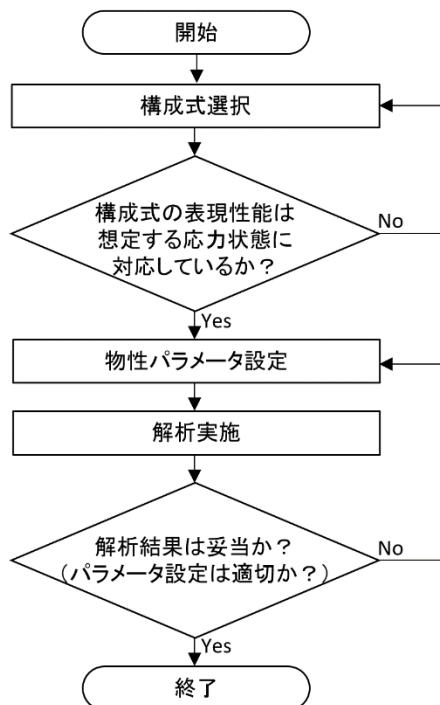 開始
構成式選択
構成式の表現性能は
想定する応力状態に
対応しているか？
No
Yes
物性パラメータ設定
解析実施
解析結果は妥当か？
（パラメータ設定は適切か？）
No
Yes
終了